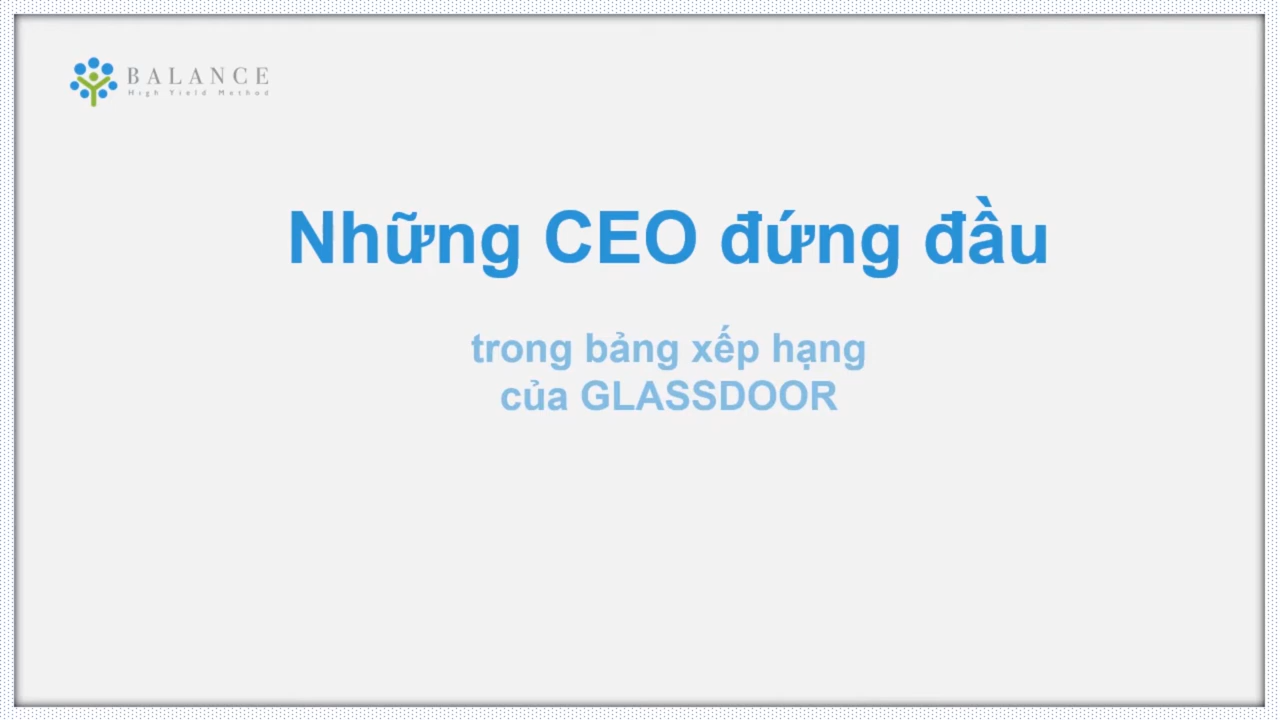 BALANCE
High Yield Method
Những CEO đứng đầu
trong bảng xếp hạng
của GLASSDOOR